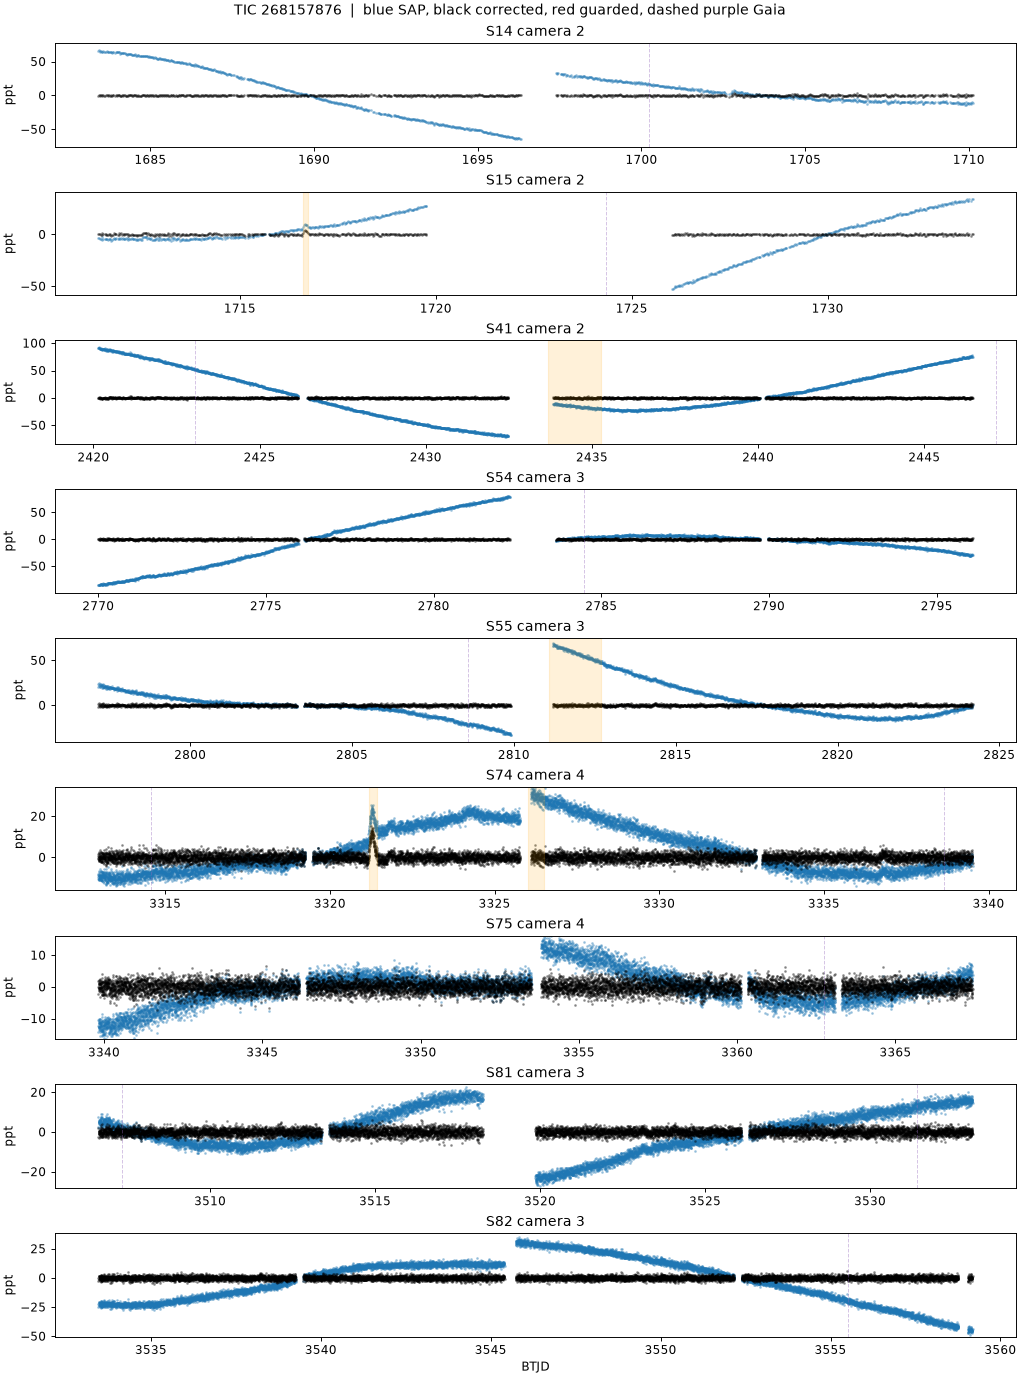 TIC 268157876 | blue SAP, black corrected, red guarded, dashed purple Gaia
S14 camera 2
ppt
50
0
−50
1685 1690 1695 1700 1705 1710
S15 camera 2
ppt
0
−50
1715 1720 1725 1730
S41 camera 2
ppt
100
50
0
−50
2420 2425 2430 2435 2440 2445
S54 camera 3
ppt
50
0
−50
2770 2775 2780 2785 2790 2795
S55 camera 3
ppt
50
0
2800 2805 2810 2815 2820 2825
S74 camera 4
ppt
20
0
3315 3320 3325 3330 3335 3340
S75 camera 4
ppt
10
0
−10
3340 3345 3350 3355 3360 3365
S81 camera 3
ppt
20
0
−20
3510 3515 3520 3525 3530
S82 camera 3
ppt
25
0
−25
−50
3535 3540 3545 3550 3555 3560
BTJD